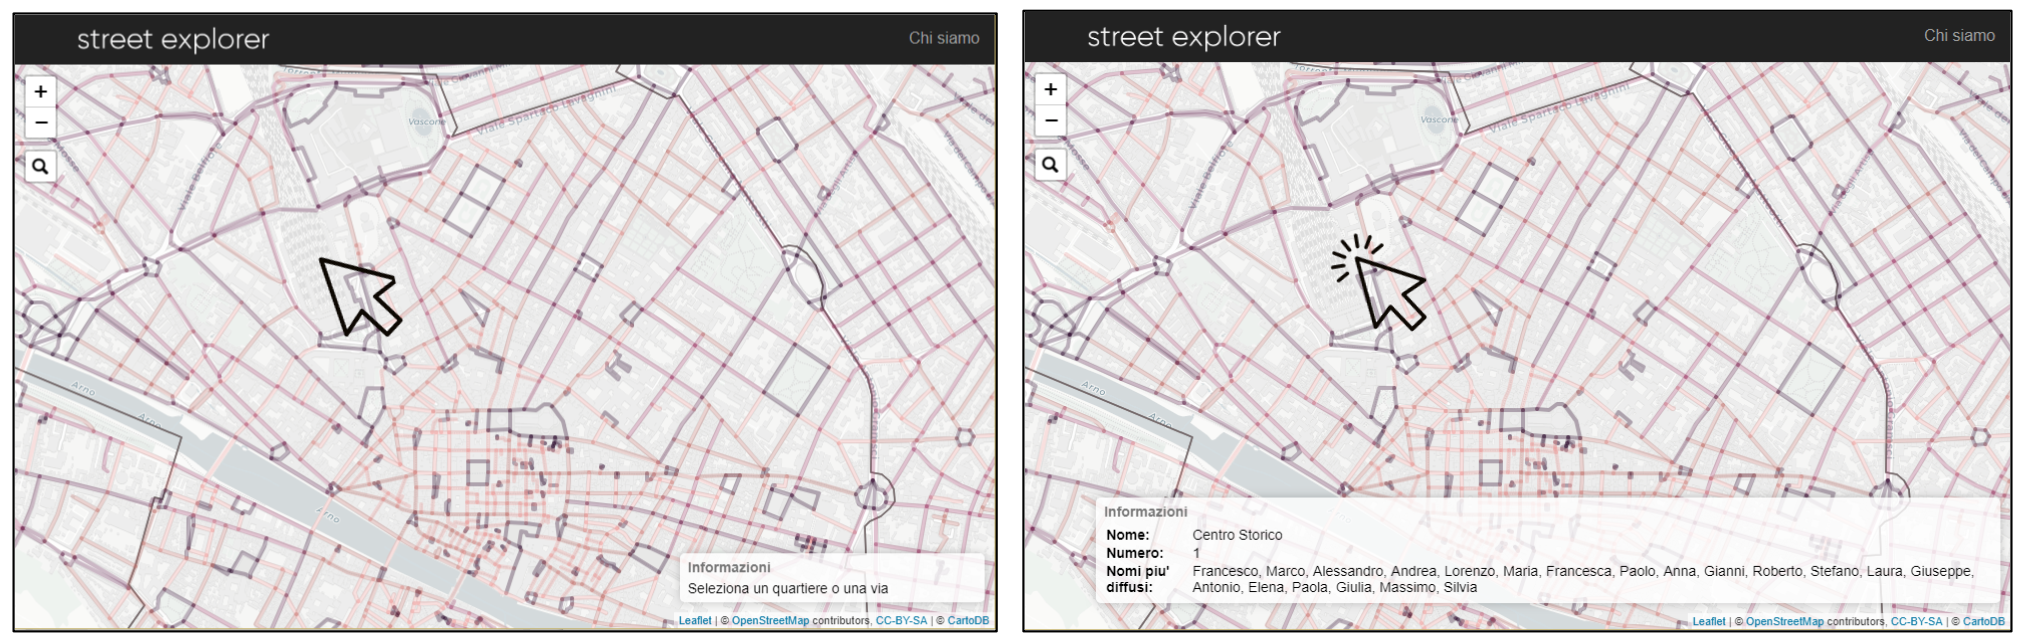 street explorer
Chi siamo
+
−
Viale Spartaco Lavagnini
Vascone
Viale Belfiore
Arno
Arno
Arno
Informazioni
Seleziona un quartiere o una via
Leaflet | © OpenStreetMap contributors, CC-BY-SA | © CartoDB
street explorer
Chi siamo
+
−
Viale Spartaco Lavagnini
Vascone
Viale Belfiore
Arno
Arno
Informazioni
Nome: Centro Storico
Numero: 1
Nomi piu' Francesco, Marco, Alessandro, Andrea, Lorenzo, Maria, Francesca, Paolo, Anna, Gianni, Roberto, Stefano, Laura, Giuseppe,
diffusi: Antonio, Elena, Paola, Giulia, Massimo, Silvia
Leaflet | © OpenStreetMap contributors, CC-BY-SA | © CartoDB